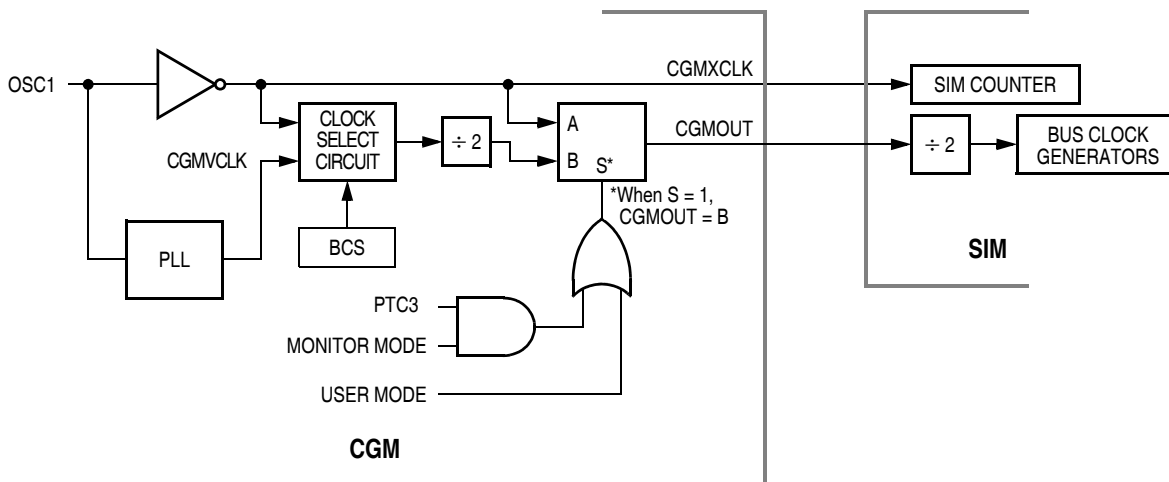 OSC1
CGMXCLK
SIM COUNTER
CLOCK
SELECT
CIRCUIT
÷ 2
A
B
S*
CGMOUT
÷ 2
BUS CLOCK
GENERATORS
CGMVCLK
*When S = 1,
CGMOUT = B
BCS
PLL
SIM
PTC3
MONITOR MODE
USER MODE
CGM